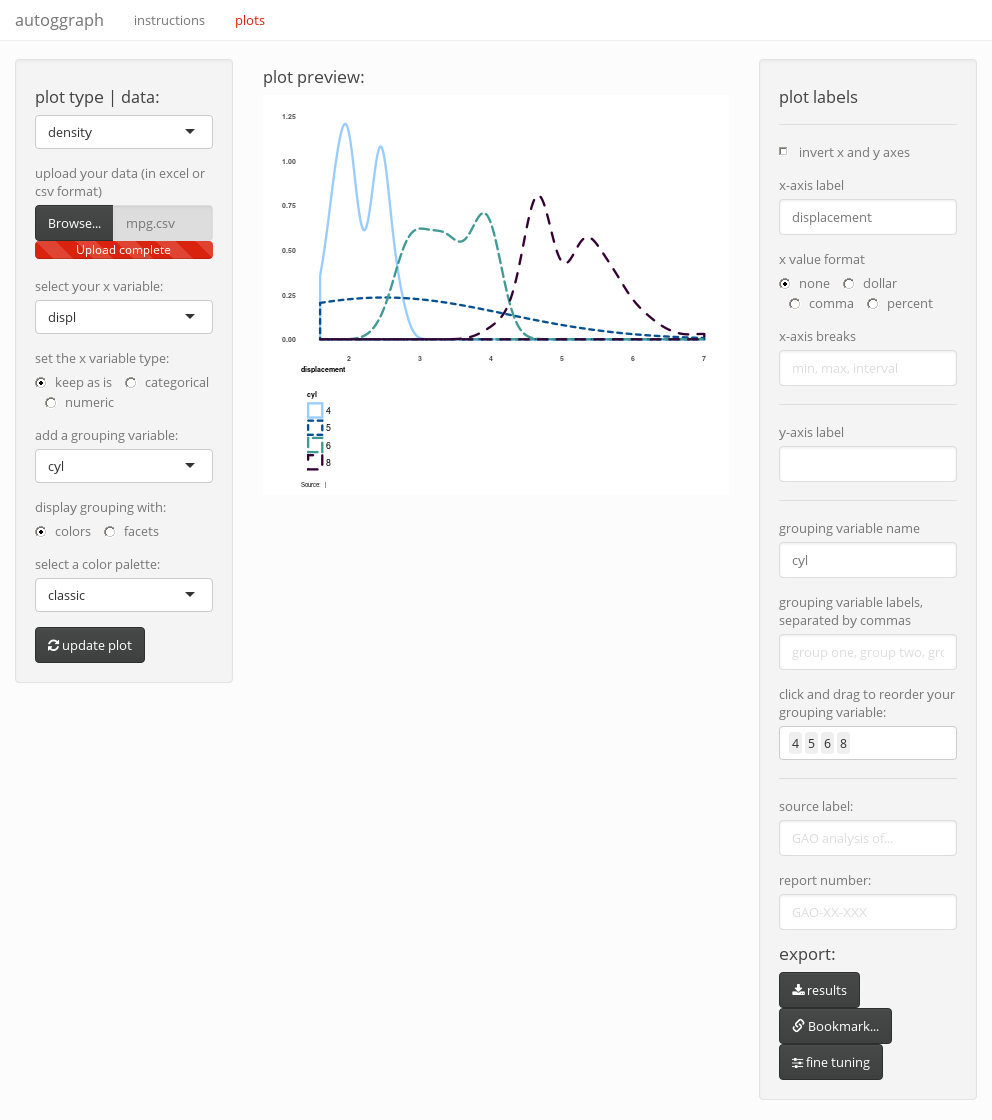 autoggraph instructions plots
plot type | data:
density
upload your data (in excel or
csv format)
Browse... mpg.csv
Upload complete
select your x variable:
displ
set the x variable type:
keep as is categorical
numeric
add a grouping variable:
cyl
display grouping with:
colors facets
select a color palette:
classic
update plot
plot preview:
1.25
1.00
0.75
0.50
0.25
0.00
2 3 4 5 6 7
displacement
cyl
4
5
6
8
Source: |
plot labels
invert x and y axes
x-axis label
displacement
x value format
none dollar
comma percent
x-axis breaks
min, max, interval
y-axis label
grouping variable name
cyl
grouping variable labels,
separated by commas
group one, group two, gro
click and drag to reorder your
grouping variable:
4 5 6 8
source label:
GAO analysis of...
report number:
GAO-XX-XXX
export:
results
Bookmark...
fine tuning